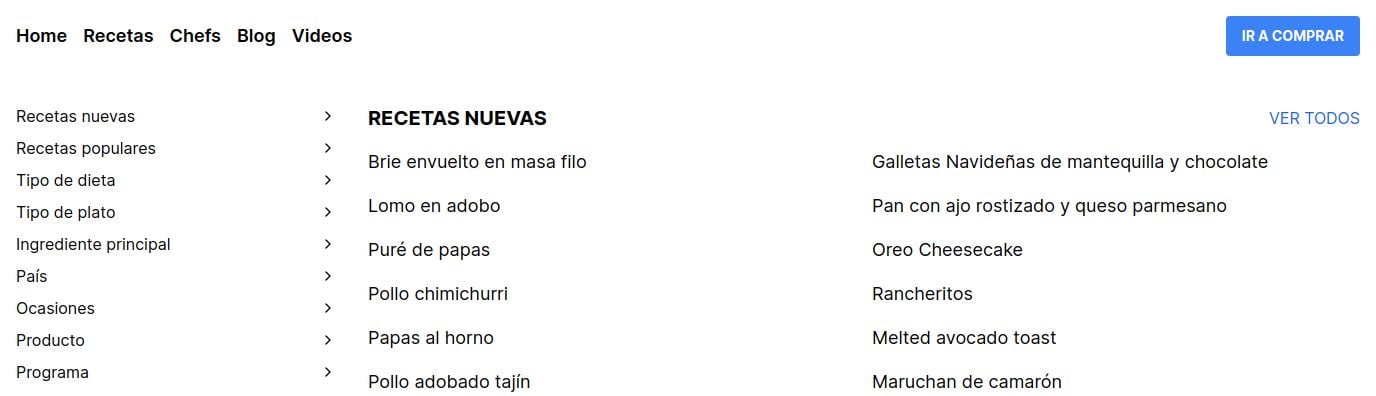 Home Recetas Chefs Blog Videos
IR A COMPRAR
Recetas nuevas
Recetas populares
Tipo de dieta
Tipo de plato
Ingrediente principal
País
Ocasiones
Producto
Programa
RECETAS NUEVAS
VER TODOS
Brie envuelto en masa filo
Lomo en adobo
Puré de papas
Pollo chimichurri
Papas al horno
Pollo adobado tajín
Galletas Navideñas de mantequilla y chocolate
Pan con ajo rostizado y queso parmesano
Oreo Cheesecake
Rancheritos
Melted avocado toast
Maruchan de camarón